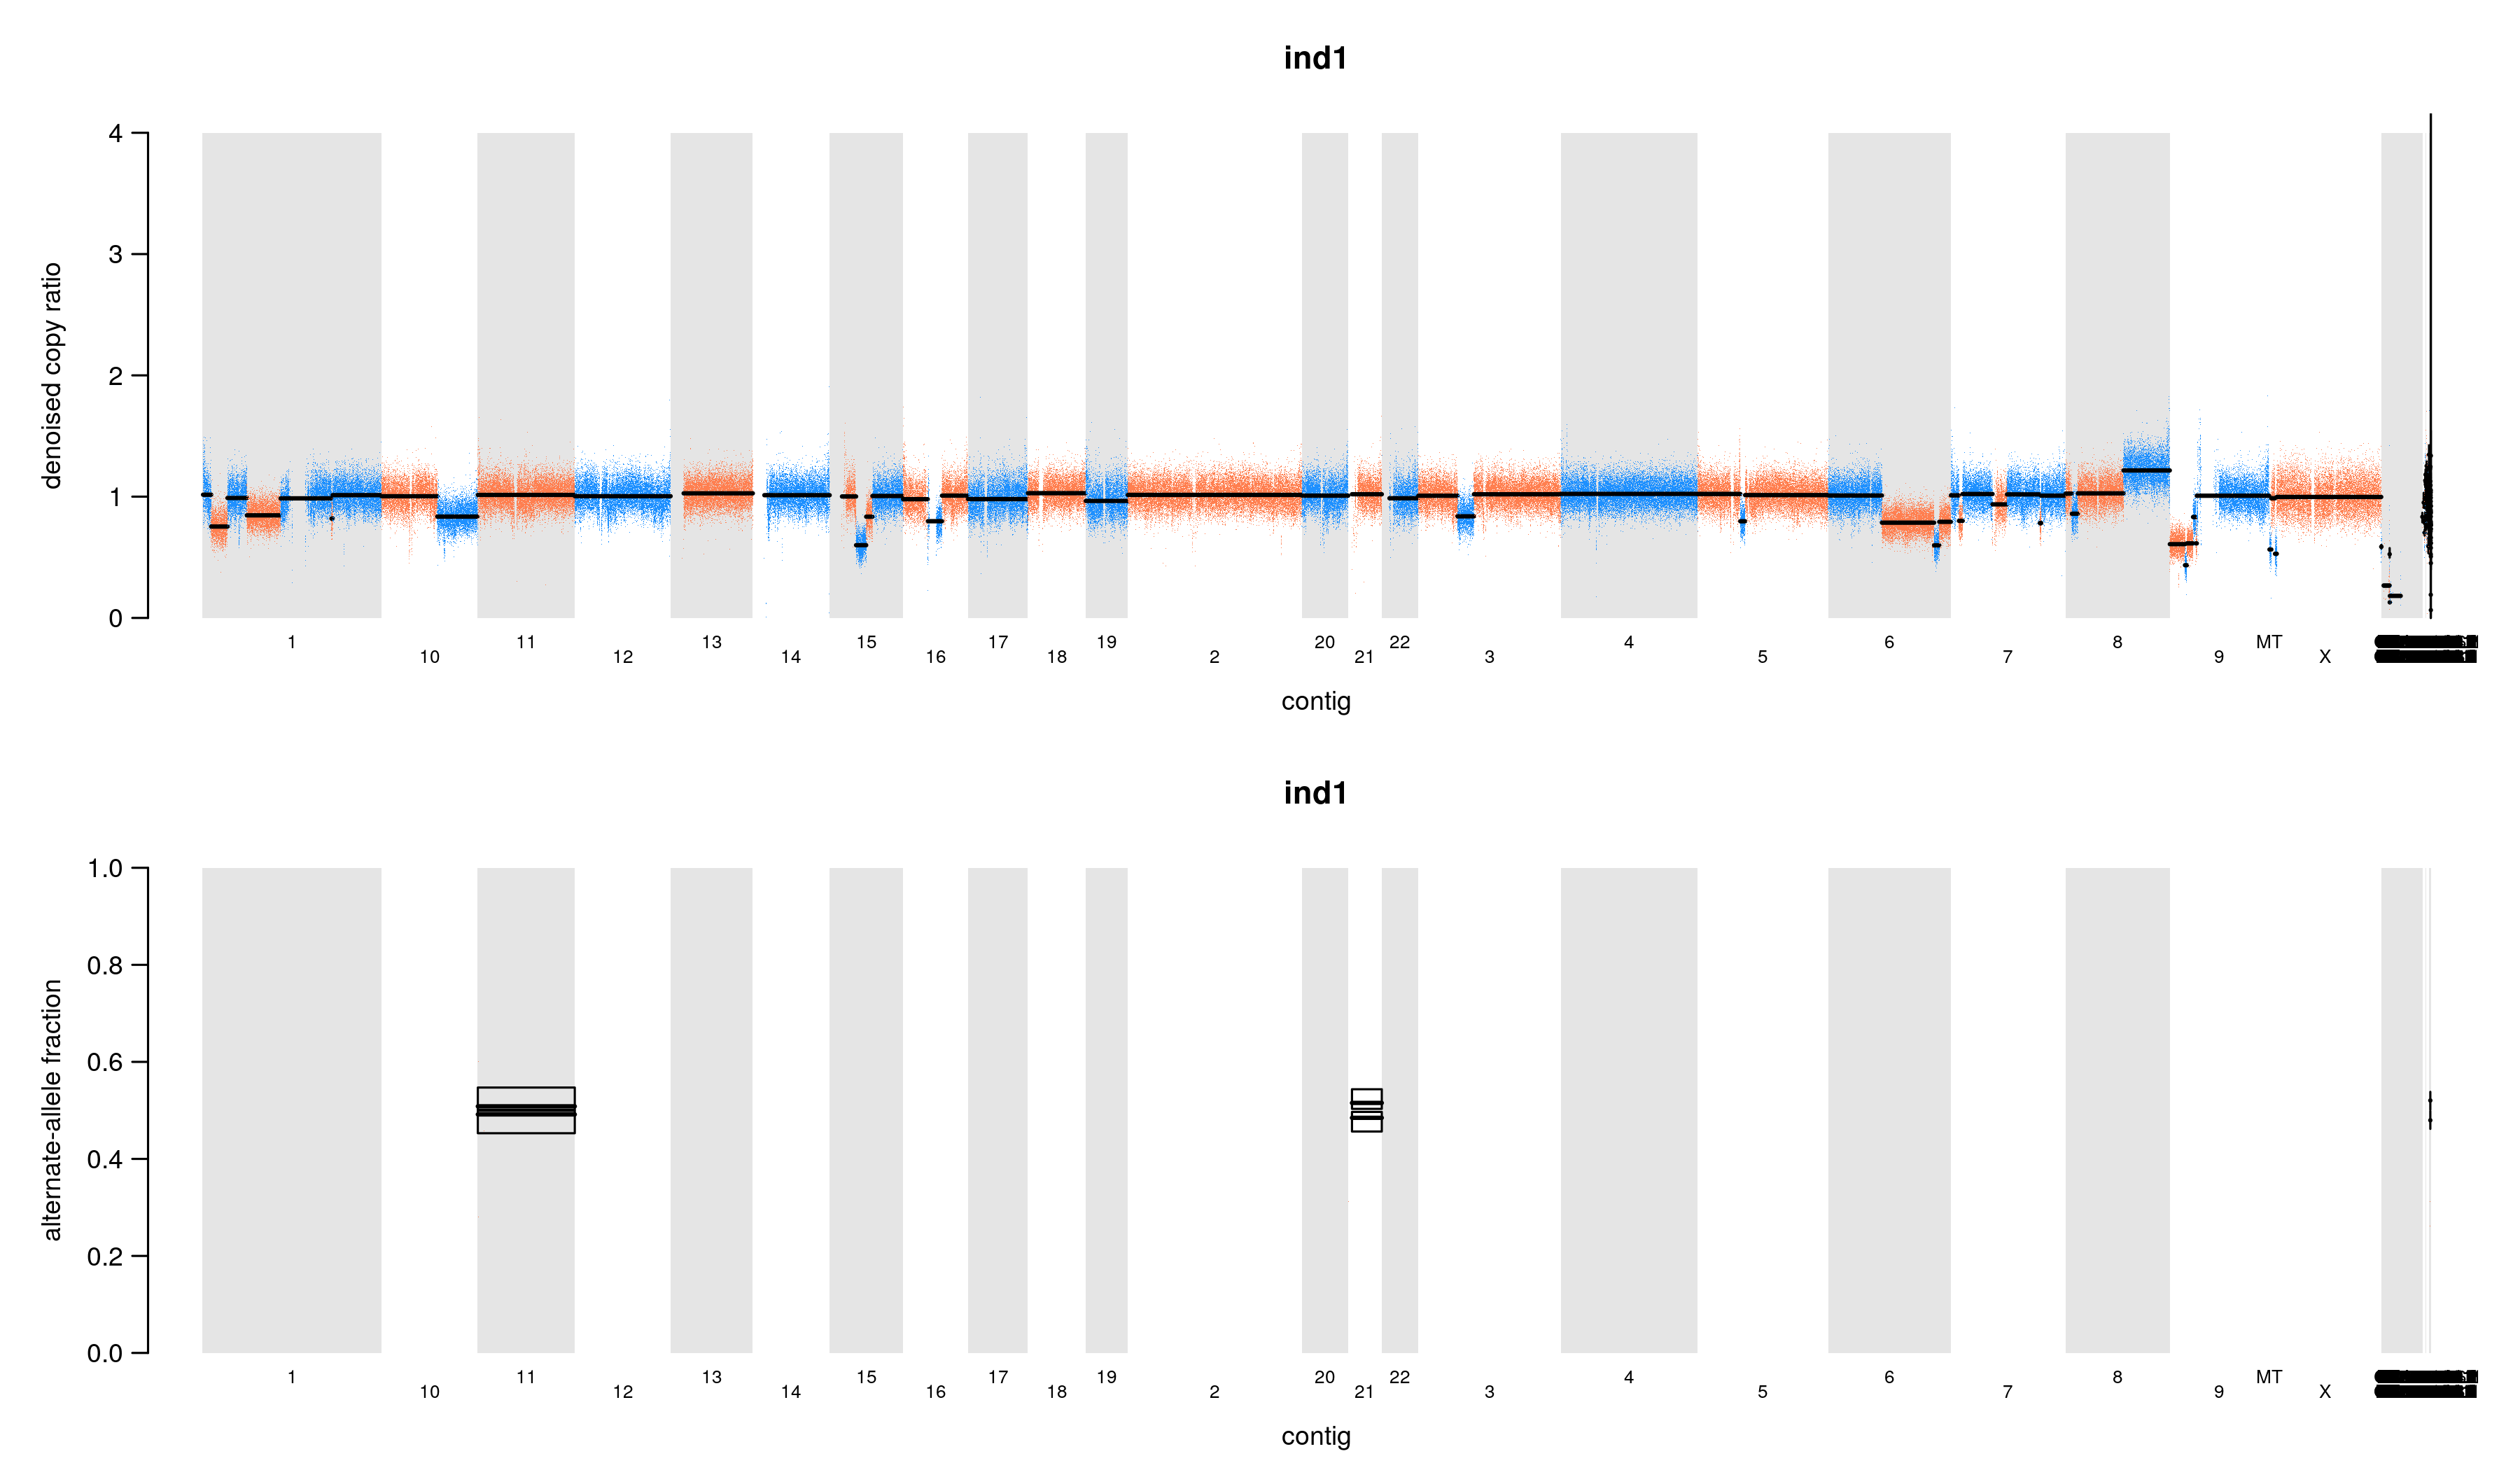 ind1
4
3
2
1
0
denoised copy ratio
1 11 13 15 17 19 20 22 4 6 8 MT
10 12 14 16 18 2 21 3 5 7 9 X
contig
ind1
1.0
0.8
0.6
0.4
0.2
0.0
alternate-allele fraction
1 11 13 15 17 19 20 22 4 6 8 MT
10 12 14 16 18 2 21 3 5 7 9 X
contig